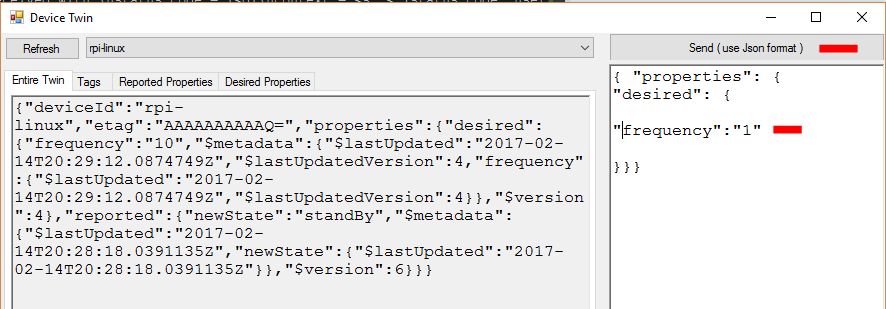 Device Twin
Refresh
rpi-linux
Send ( use Json format )
Entire Twin
Tags
Reported Properties
Desired Properties
{"deviceId":"rpi-
linux","etag":"AAAAAAAAAAQ=","properties":{"desired":
{"frequency":"10","$metadata":{"$lastUpdated":"2017-02-
14T20:29:12.0874749Z","$lastUpdatedVersion":4,"frequency"
:{"$lastUpdated":"2017-02-
14T20:29:12.0874749Z","$lastUpdatedVersion":4}},"$version
":4},"reported":{"newState":"standBy","$metadata":
{"$lastUpdated":"2017-02-
14T20:28:18.0391135Z","newState":{"$lastUpdated":"2017-
02-14T20:28:18.0391135Z"}},"$version":6}}}
{ "properties": {
"desired": {
"frequency":"1"
}}}